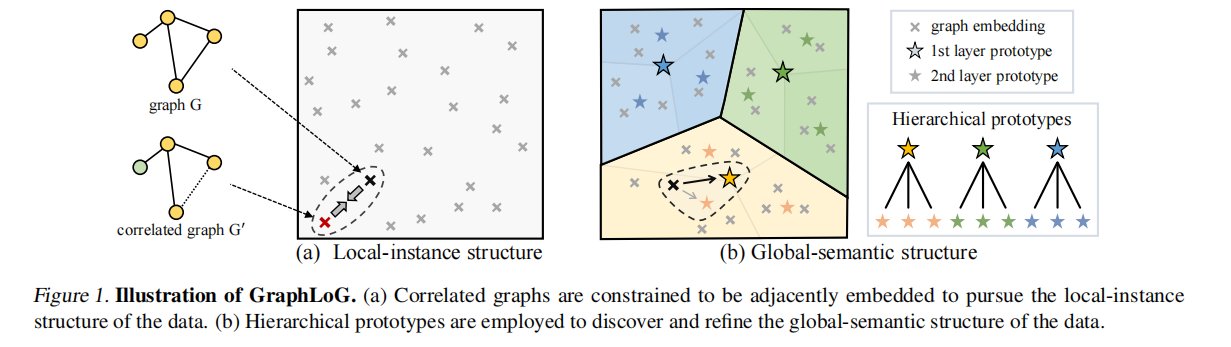 graph G
correlated graph G′
(a) Local-instance structure
graph embedding
1st layer prototype
2nd layer prototype
Hierarchical prototypes
(b) Global-semantic structure
Figure 1. Illustration of GraphLoG. (a) Correlated graphs are constrained to be adjacently embedded to pursue the local-instance
structure of the data. (b) Hierarchical prototypes are employed to discover and refine the global-semantic structure of the data.